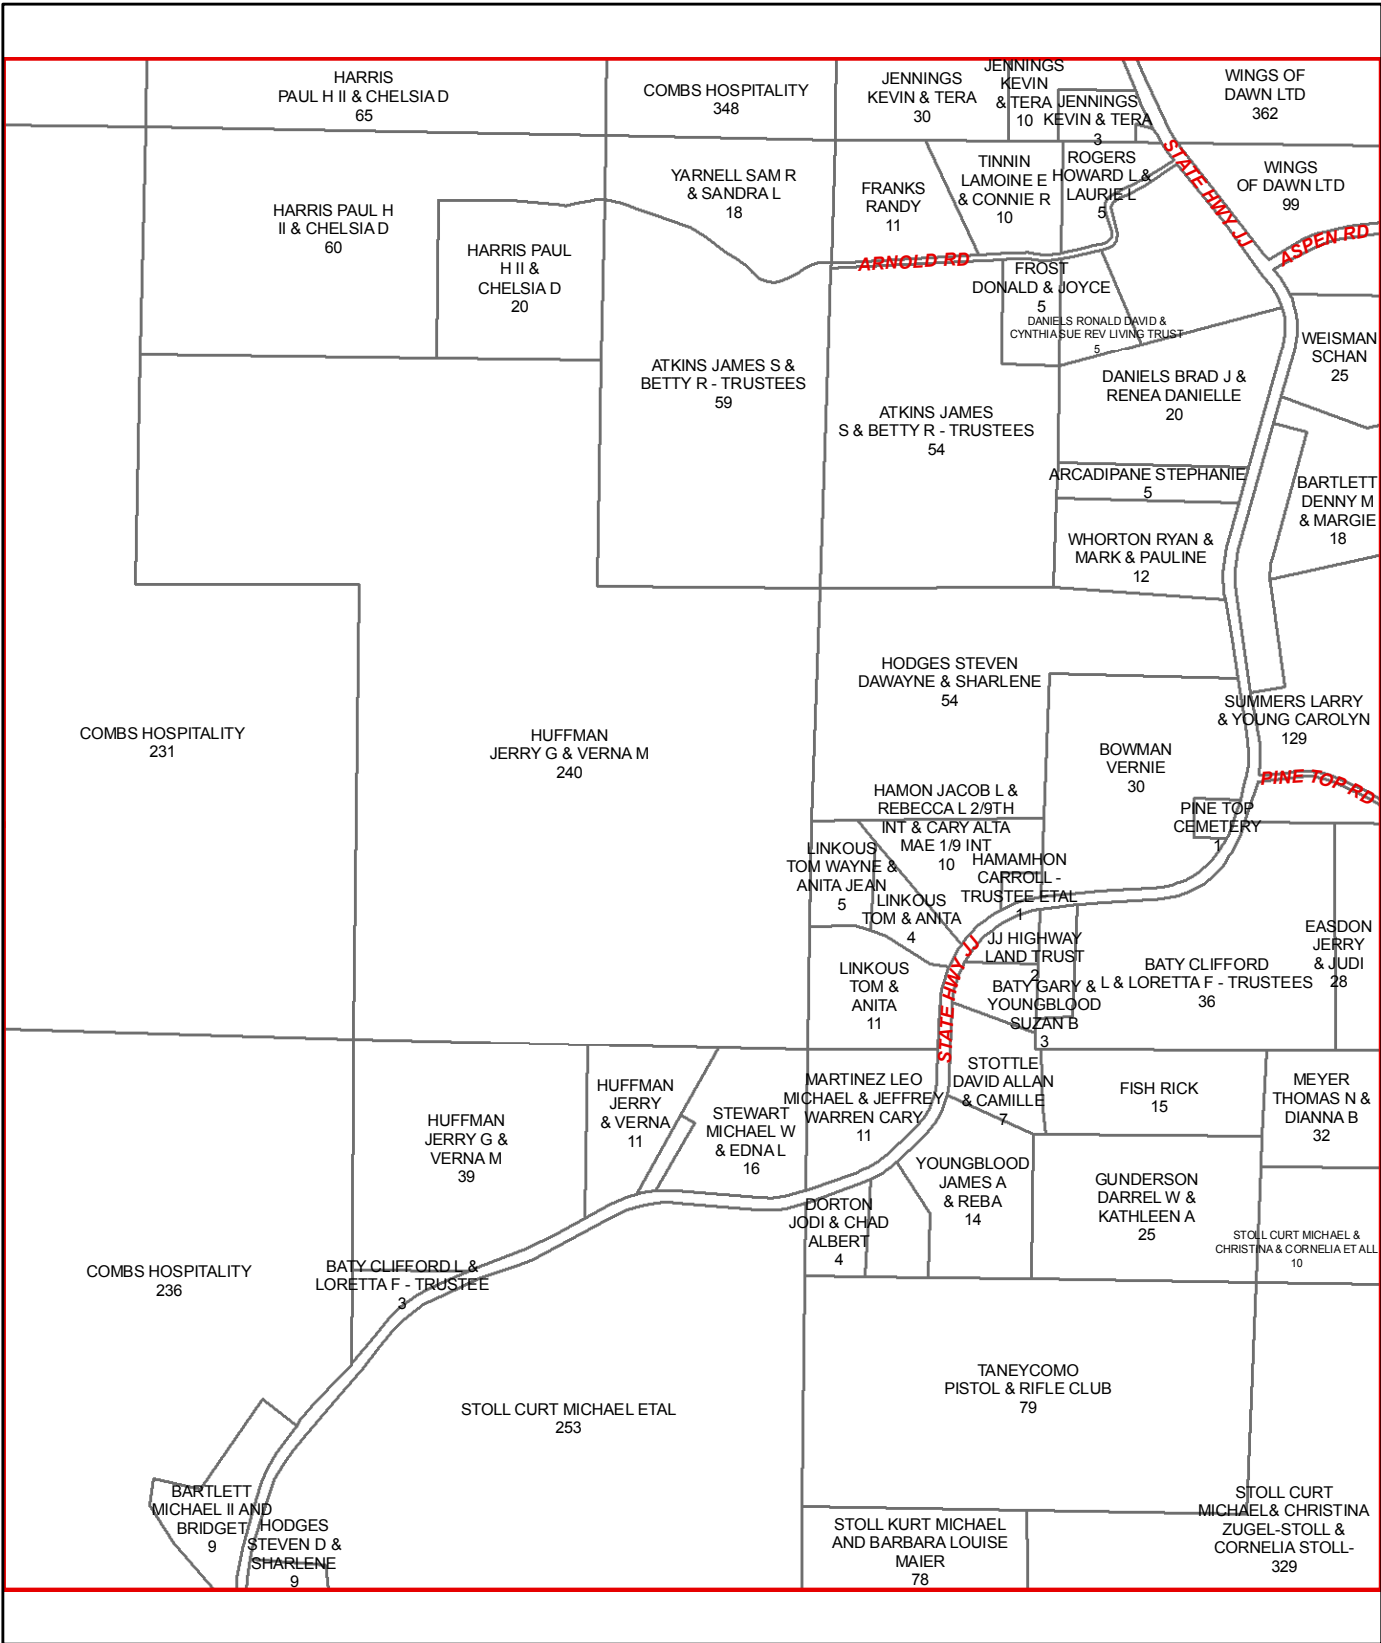 HARRIS
PAUL H II & CHELSIA D
65
COMBS HOSPITALITY
348
JENNINGS
KEVIN & TERA
30
JENNINGS
KEVIN
& TERA
10
JENNINGS
KEVIN & TERA
3
WINGS OF
DAWN LTD
362
HARRIS PAUL H
II & CHELSIA D
60
HARRIS PAUL
H II &
CHELSIA D
20
YARNELL SAM R
& SANDRA L
18
FRANKS
RANDY
11
TINNIN
LAMOINE E
& CONNIE R
10
ROGERS
HOWARD L &
LAURIE L
5
STATE HWY JJ
WINGS
OF DAWN LTD
99
ASPEN RD
ARNOLD RD
FROST
DONALD & JOYCE
5
DANIELS RONALD DAVID &
CYNTHIA SUE REV LIVING TRUST
5
WEISMAN
SCHAN
25
ATKINS JAMES S &
BETTY R - TRUSTEES
59
ATKINS JAMES
S & BETTY R - TRUSTEES
54
DANIELS BRAD J &
RENEA DANIELLE
20
ARCADIPANE STEPHANIE
5
BARTLETT
DENNY M
& MARGIE
18
WHORTON RYAN &
MARK & PAULINE
12
COMBS HOSPITALITY
231
HUFFMAN
JERRY G & VERNA M
240
HODGES STEVEN
DAWAYNE & SHARLENE
54
SUMMERS LARRY
& YOUNG CAROLYN
129
BOWMAN
VERNIE
30
PINE TOP RD
PINE TOP
CEMETERY
1
HAMON JACOB L &
REBECCA L 2/9TH
INT & CARY ALTA
MAE 1/9 INT
10
LINKOUS
TOM WAYNE &
ANITA JEAN
5
HAMAMHON
CARROLL -
TRUSTEE ETAL
1
LINKOUS
TOM & ANITA
4
STATE HWY JJ
JJ HIGHWAY
LAND TRUST
2
LINKOUS
TOM &
ANITA
11
BATY GARY &
YOUNGBLOOD
SUZAN B
3
BATY CLIFFORD
L & LORETTA F - TRUSTEES
36
EASDON
JERRY
& JUDI
28
HUFFMAN
JERRY G &
VERNA M
39
HUFFMAN
JERRY
& VERNA
11
STEWART
MICHAEL W
& EDNA L
16
MARTINEZ LEO
MICHAEL & JEFFREY
WARREN CARY
11
STOTTLE
DAVID ALLAN
& CAMILLE
7
FISH RICK
15
MEYER
THOMAS N &
DIANNA B
32
YOUNGBLOOD
JAMES A
& REBA
14
GUNDERSON
DARREL W &
KATHLEEN A
25
DORTON
JODI & CHAD
ALBERT
4
STOLL CURT MICHAEL &
CHRISTINA & CORNELIA ET ALL
10
COMBS HOSPITALITY
236
BATY CLIFFORD L &
LORETTA F - TRUSTEE
3
STOLL CURT MICHAEL ETAL
253
TANEYCOMO
PISTOL & RIFLE CLUB
79
BARTLETT
MICHAEL II AND
BRIDGET
9
HODGES
STEVEN D &
SHARLENE
9
STOLL KURT MICHAEL
AND BARBARA LOUISE
MAIER
78
STOLL CURT
MICHAEL& CHRISTINA
ZUGEL-STOLL &
CORNELIA STOLL-
329